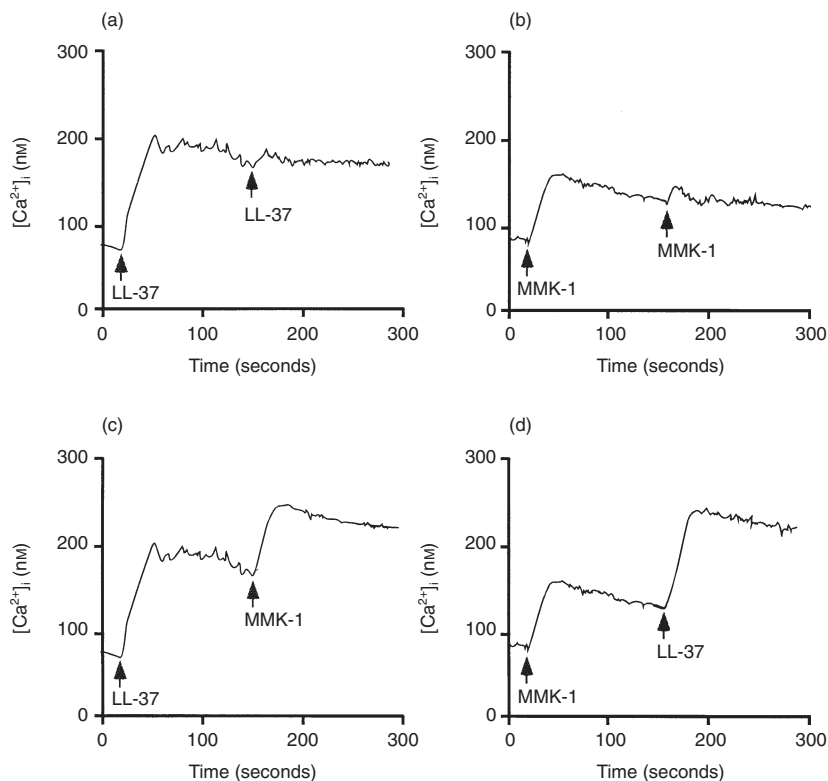 (a)
300
200
100
0
[Ca²⁺]ᵢ (nM)
LL-37
LL-37
0 100 200 300
Time (seconds)
(b)
300
200
100
0
[Ca²⁺]ᵢ (nM)
MMK-1
MMK-1
0 100 200 300
Time (seconds)
(c)
300
200
100
0
[Ca²⁺]ᵢ (nM)
MMK-1
LL-37
0 100 200 300
Time (seconds)
(d)
300
200
100
0
[Ca²⁺]ᵢ (nM)
LL-37
MMK-1
0 100 200 300
Time (seconds)